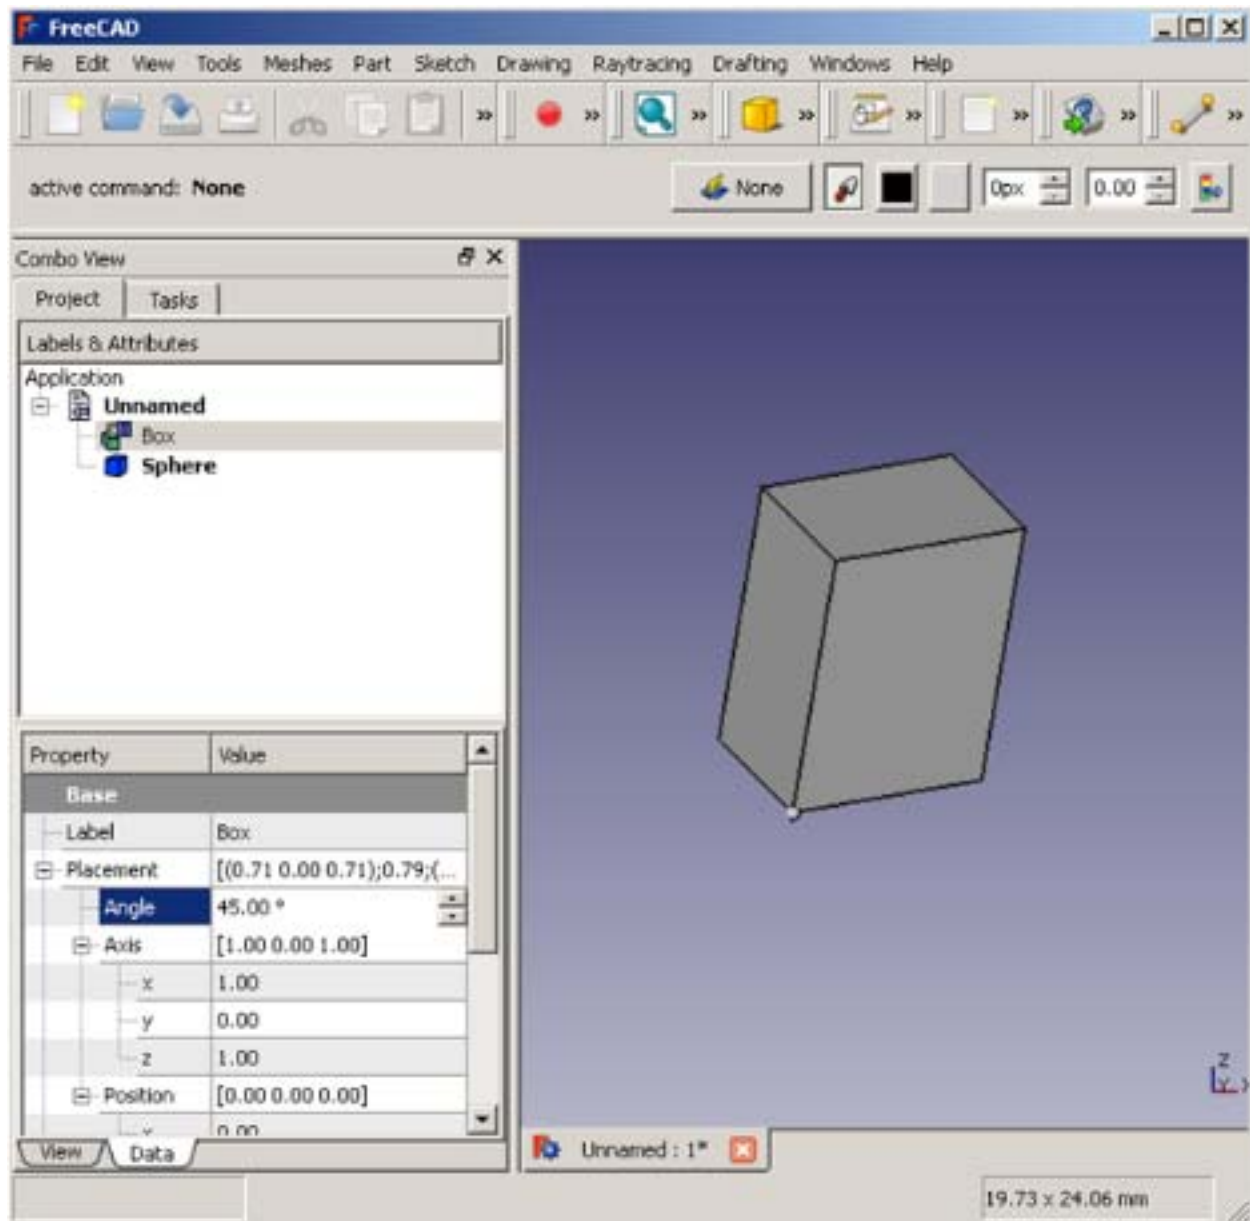 FreeCAD
File Edit View Tools Meshes Part Sketch Drawing Raytracing Drafting Windows Help
active command: None
None
0px
0.00
Combo View
Project Tasks
Labels & Attributes
Application
Unnamed
Box
Sphere
Property Value
Base
Label Box
Placement [(0.71 0.00 0.71);0.79;(...
Angle 45.00 °
Axis [1.00 0.00 1.00]
x 1.00
y 0.00
z 1.00
Position [0.00 0.00 0.00]
x 0.00
View Data
Z
Y
X
Unnamed : 1*
19.73 x 24.06 mm